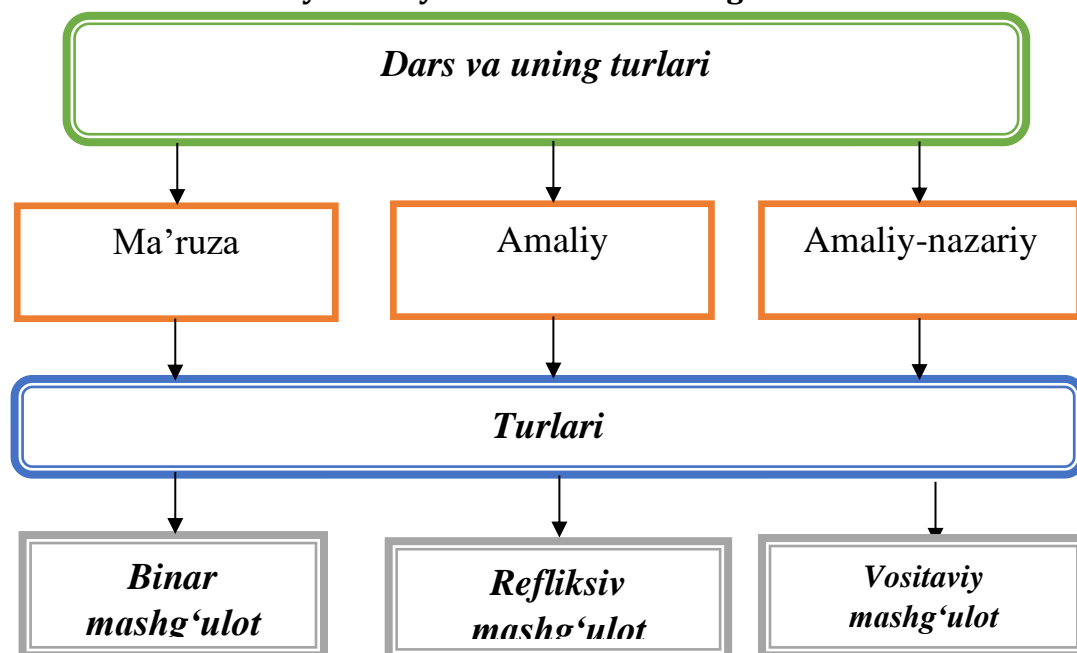 Dars va uning turlari
Ma’ruza
Amaliy
Amaliy-nazariy
Turlari
Binar
mashg‘ulot
Refliksiv
mashg‘ulot
Vositaviy
mashg‘ulot